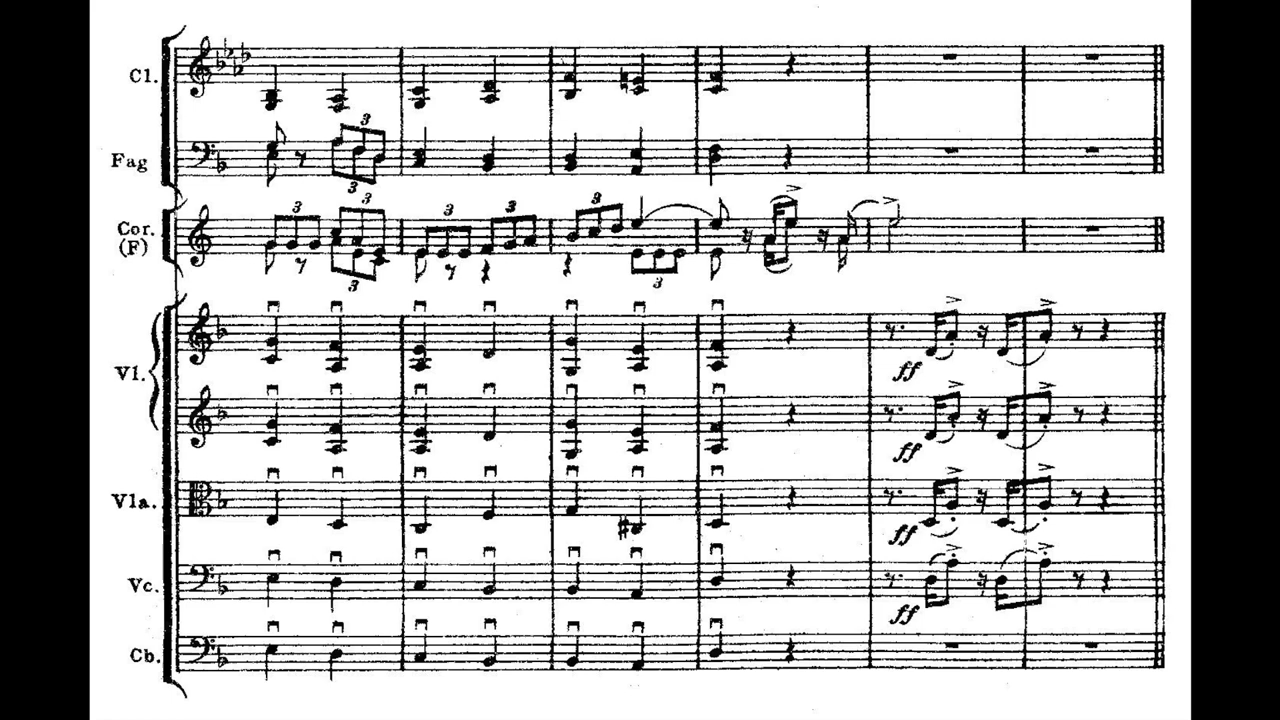 Cl.
3
Fag
3
3 3 3 3 3
Cor.
(F)
3 3
Vl.
ff
ff
Vla.
ff
Vc.
ff
Cb.